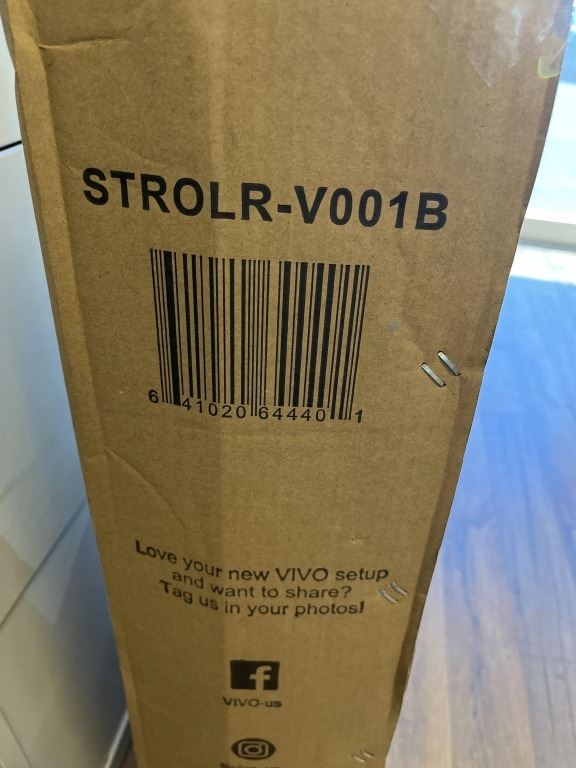 STROLR-V001B
6 41020 64440 1
Love your new VIVO setup
and want to share?
Tag us in your photos!
f
VIVO-us